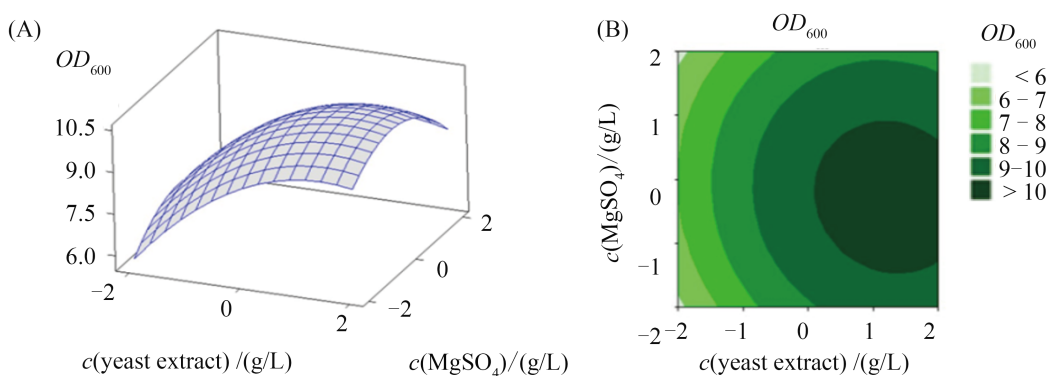 (A)
OD600
10.5
9.0
7.5
6.0
−2
0
2
c(yeast extract) /(g/L)
−2
0
2
c(MgSO4)/(g/L)
(B)
OD600
c(MgSO4)/(g/L)
2
1
0
−1
−2
−2 −1 0 1 2
c(yeast extract) /(g/L)
OD600
< 6
6 − 7
7 − 8
8 − 9
9−10
> 10